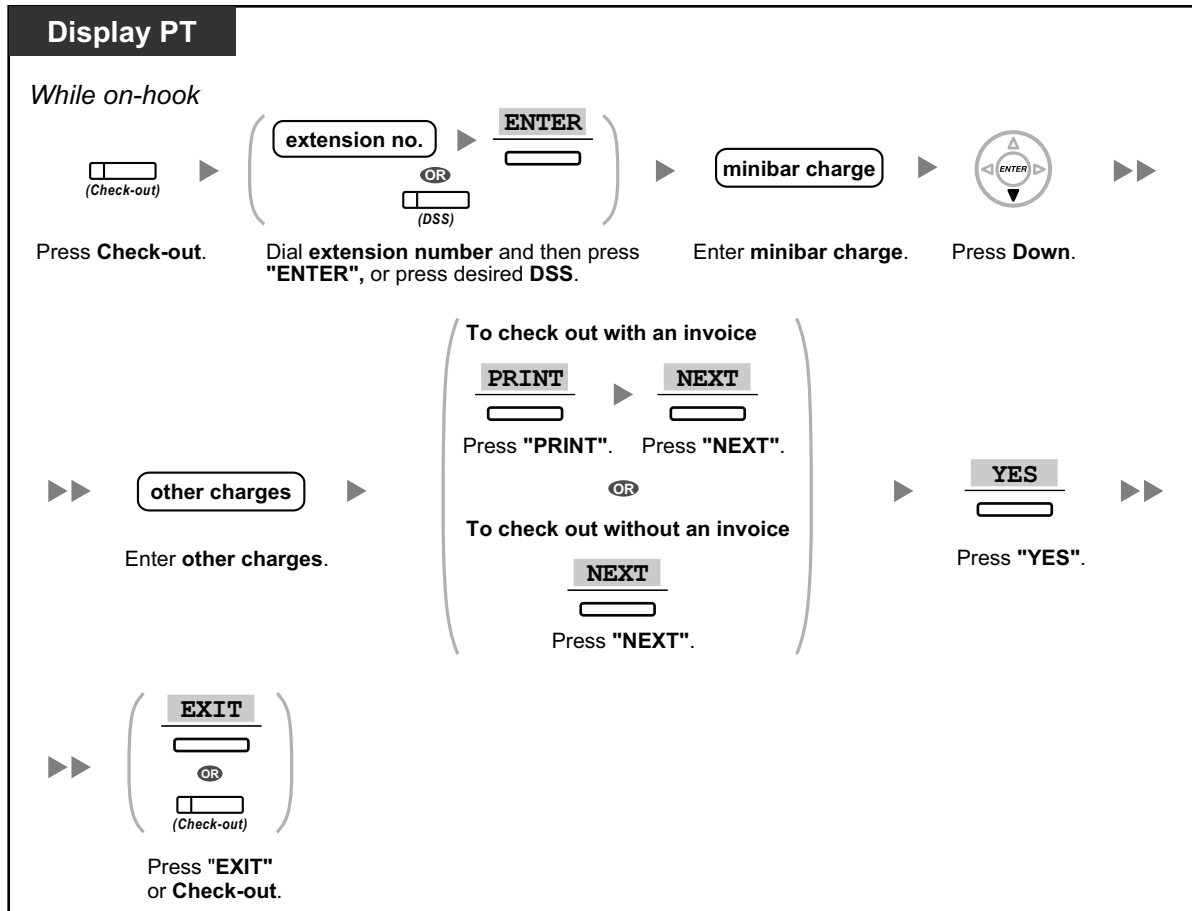 Display PT
While on-hook
(Check-out)
extension no.
ENTER
OR
(DSS)
minibar charge
ENTER
Press Check-out.
Dial extension number and then press
"ENTER", or press desired DSS.
Enter minibar charge.
Press Down.
other charges
Enter other charges.
To check out with an invoice
PRINT
NEXT
Press "PRINT".
Press "NEXT".
OR
To check out without an invoice
NEXT
Press "NEXT".
YES
Press "YES".
EXIT
OR
(Check-out)
Press "EXIT"
or Check-out.